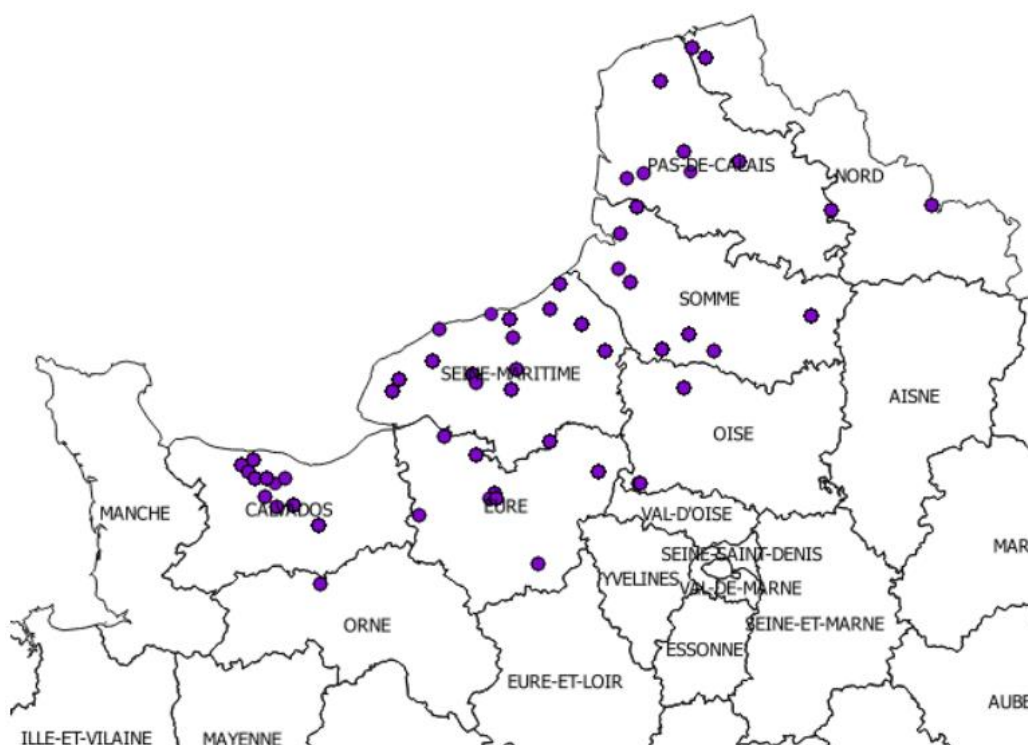 PAS-DE-CALAIS
NORD
SOMME
SEINE-MARITIME
AISNE
OISE
MANCHE
CALVADOS
EURE
VAL-D'OISE
SEINE-SAINT-DENIS
MAR
YVELINES
VAL-DE-MARNE
ORNE
SEINE-ET-MARNE
ESSONNE
EURE-ET-LOIR
AUBE
ILLE-ET-VILAINE
MAYENNE